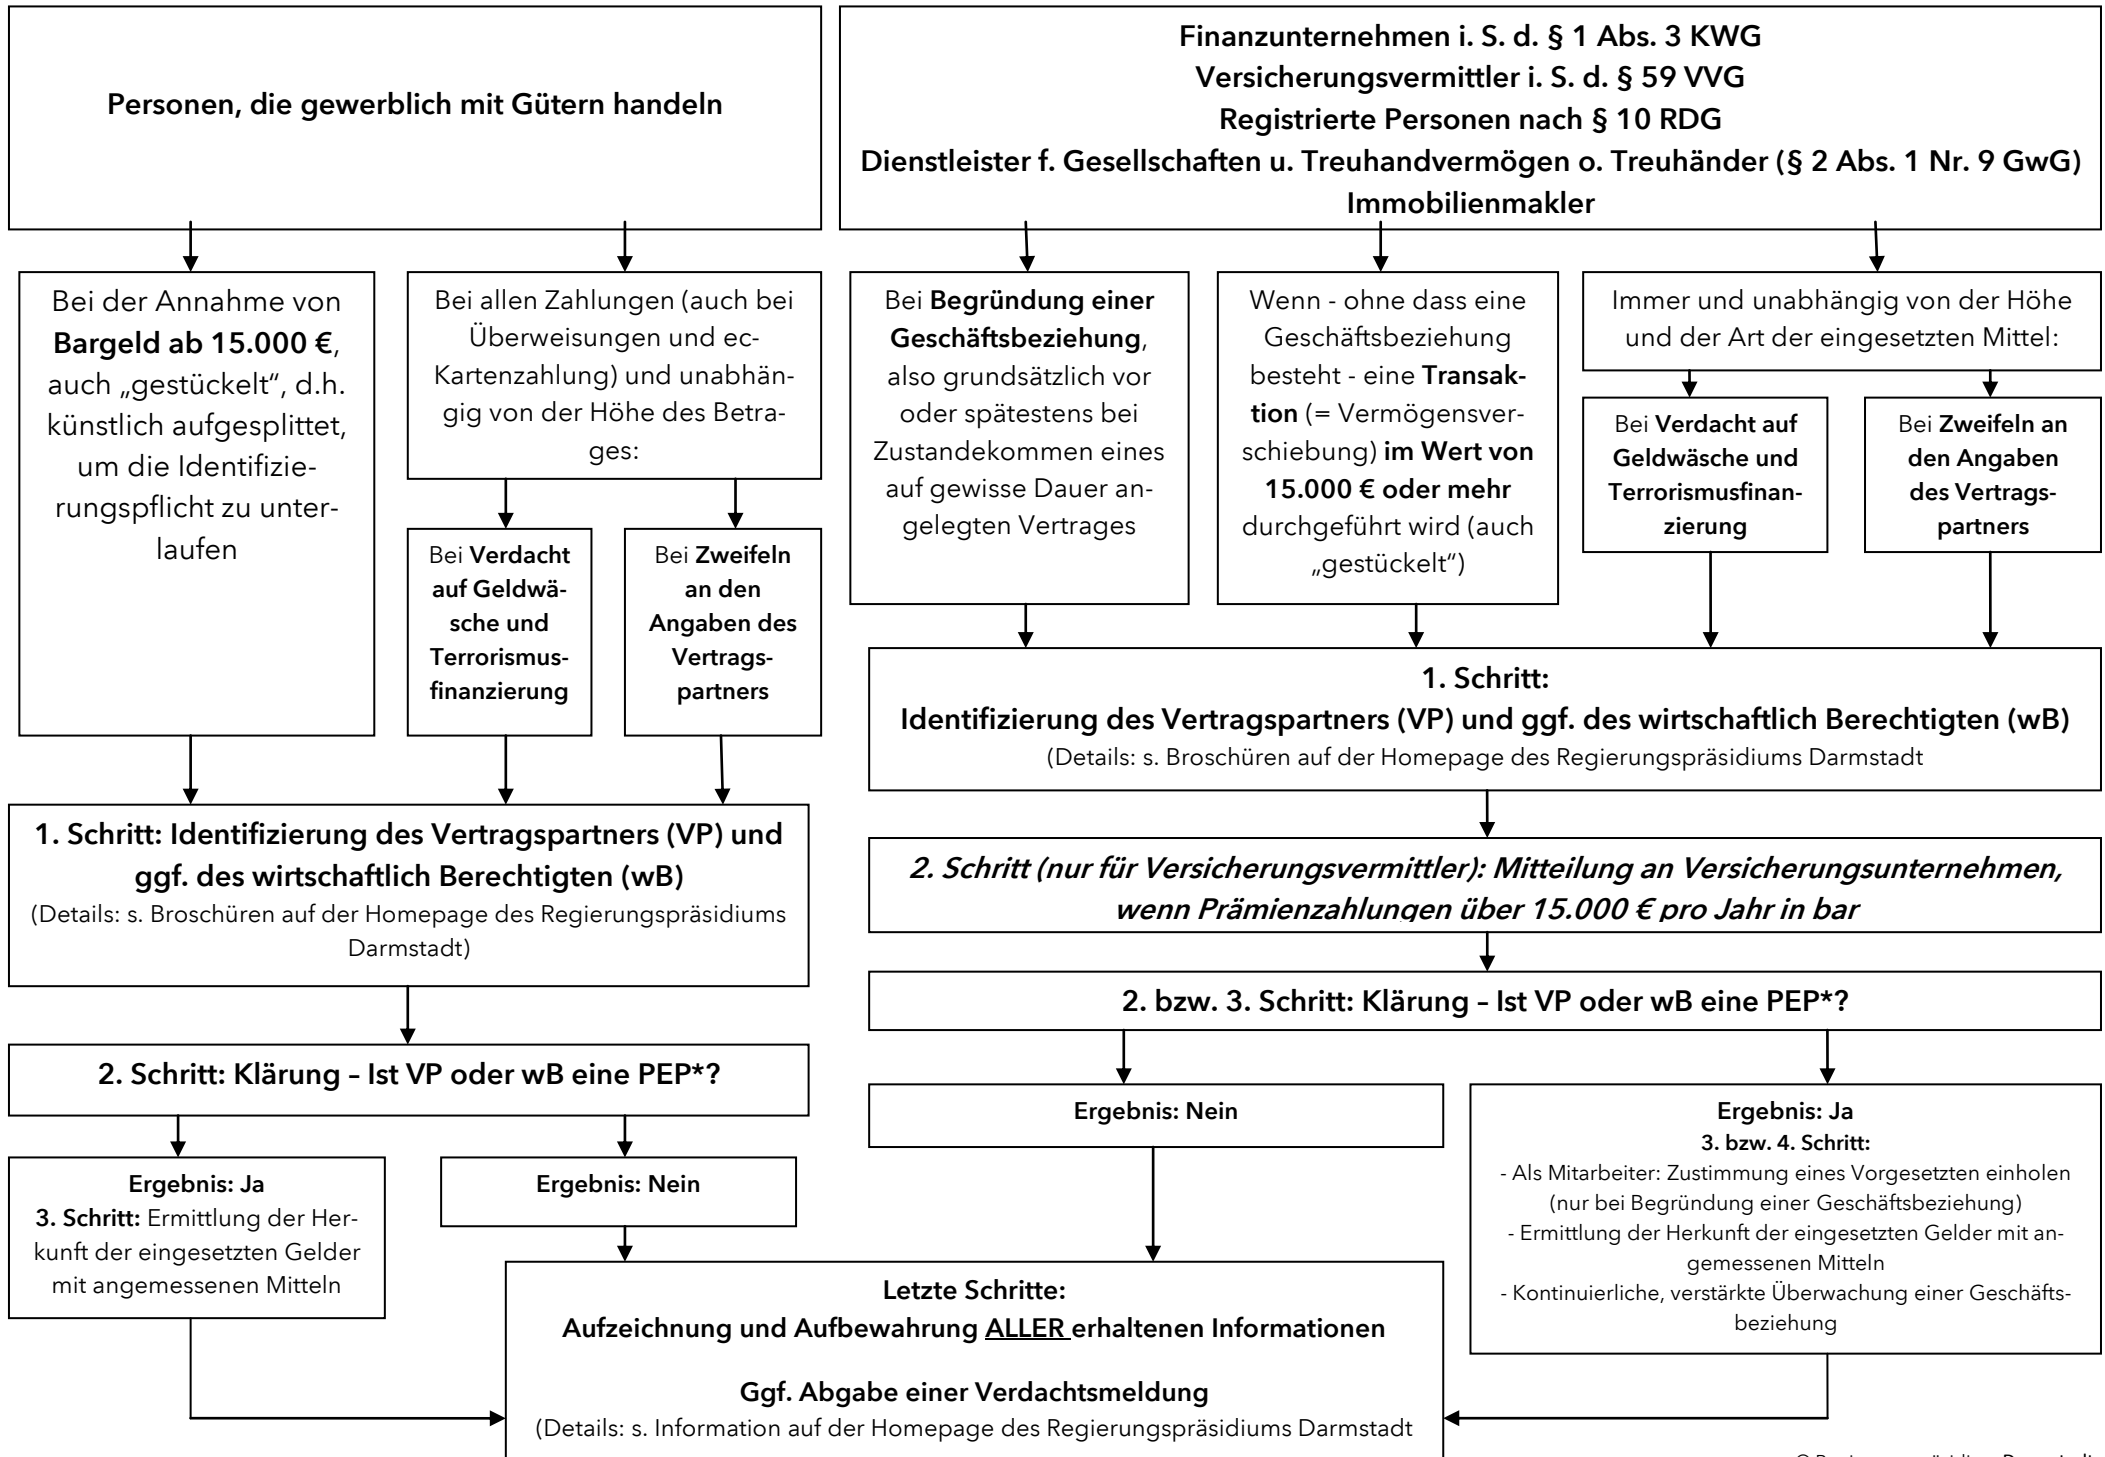 Personen, die gewerblich mit Gütern handeln
Finanzunternehmen i. S. d. § 1 Abs. 3 KWG
Versicherungsvermittler i. S. d. § 59 VVG
Registrierte Personen nach § 10 RDG
Dienstleister f. Gesellschaften u. Treuhandvermögen o. Treuhänder (§ 2 Abs. 1 Nr. 9 GwG)
Immobilienmakler
Bei der Annahme von
Bargeld ab 15.000 €,
auch „gestückelt“, d.h.
künstlich aufgesplittet,
um die Identifizie-
rungspflicht zu unter-
laufen
Bei allen Zahlungen (auch bei
Überweisungen und ec-
Kartenzahlung) und unabhän-
gig von der Höhe des Betra-
ges:
Bei Verdacht
auf Geldwä-
sche und
Terrorismus-
finanzierung
Bei Zweifeln
an den
Angaben des
Vertrags-
partners
Bei Begründung einer
Geschäftsbeziehung,
also grundsätzlich vor
oder spätestens bei
Zustandekommen eines
auf gewisse Dauer an-
gelegten Vertrages
Wenn - ohne dass eine
Geschäftsbeziehung
besteht - eine Transak-
tion (= Vermögensver-
schiebung) im Wert von
15.000 € oder mehr
durchgeführt wird (auch
„gestückelt“)
Immer und unabhängig von der Höhe
und der Art der eingesetzten Mittel:
Bei Verdacht auf
Geldwäsche und
Terrorismusfinan-
zierung
Bei Zweifeln an
den Angaben
des Vertrags-
partners
1. Schritt: Identifizierung des Vertragspartners (VP) und
ggf. des wirtschaftlich Berechtigten (wB)
(Details: s. Broschüren auf der Homepage des Regierungspräsidiums
Darmstadt)
2. Schritt: Klärung – Ist VP oder wB eine PEP*?
Ergebnis: Ja
3. Schritt: Ermittlung der Her-
kunft der eingesetzten Gelder
mit angemessenen Mitteln
Ergebnis: Nein
1. Schritt:
Identifizierung des Vertragspartners (VP) und ggf. des wirtschaftlich Berechtigten (wB)
(Details: s. Broschüren auf der Homepage des Regierungspräsidiums Darmstadt
2. Schritt (nur für Versicherungsvermittler): Mitteilung an Versicherungsunternehmen,
wenn Prämienzahlungen über 15.000 € pro Jahr in bar
2. bzw. 3. Schritt: Klärung – Ist VP oder wB eine PEP*?
Ergebnis: Nein
Ergebnis: Ja
3. bzw. 4. Schritt:
- Als Mitarbeiter: Zustimmung eines Vorgesetzten einholen
(nur bei Begründung einer Geschäftsbeziehung)
- Ermittlung der Herkunft der eingesetzten Gelder mit an-
gemessenen Mitteln
- Kontinuierliche, verstärkte Überwachung einer Geschäfts-
beziehung
Letzte Schritte:
Aufzeichnung und Aufbewahrung ALLER erhaltenen Informationen
Ggf. Abgabe einer Verdachtsmeldung
(Details: s. Information auf der Homepage des Regierungspräsidiums Darmstadt